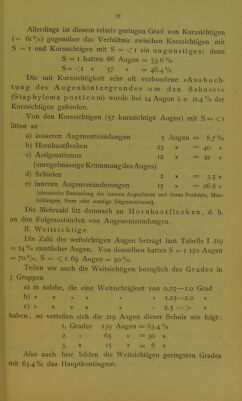 11
Allerdings ist diesem relativ geringen Grad von Kurzsichtigen
(= 61 %) gegenüber das Verhältnis zwischen Kurzsichtigen mit
S = 1 und Kurzsichtigen mit S = < 1 ein ungünstiges; denn
S = 1 hatten 66 Augen = 53.6 %
S = < 1 » 57 » = 46.4 %.
Die mit Kurzsichtigkeit sehr oft verbundene »Ausbuch-
tung des Augenhintergrundes um den Sehnerv«
(Staphyloma posticum) wurde bei 14 Augen i.e. 11.4 % der
Kurzsichtigen gefunden.
Von den Kurzsichtigen (57 kurzsichtige Augen) mit S = < 1
litten an
a) äusseren Augenentzündungen 5 Augen = 8.7 %
b) Hornhautflecken 23 » = 40 »
c) Astigmatismus 12 » = 21 »
(unregelmässige Krümmung des Auges)
d) Schielen 2 » = 3.5 »
e) inneren Augenveränderungen 15 » = 26.8 »
(chronische Entzündung der inneren Augenhäute und deren Produkte, Miss-
bildungen, Staar oder sonstige Degenerationen).
Die Mehrzahl litt demnach an Hornhautflecken, d. h.
an den Folgezuständen von Augenentzündungen.
II. Weitsichtige.
Die Zahl der weitsichtigen Augen beträgt laut Tabelle I 219
= 14 % sämtlicher Augen. Von denselben hatten S = 1 150 Augen
= 70 %, S = < 1 69 Augen = 30 %.
Teilen wir auch die Weitsichtigen bezüglich des Grades in
3 Gruppen
a) in solche, die eine Weitsichtigkeit von 0.25—1.0 Grad
b) » » » » » 1.25—2.0 »
c) » » » » » 2.5 —> »
haben, so verteilen sich die 219 Augen dieser Schule wie folgt:
1. Grades 139 Augen = 63.4 %
2. » 65 » = 30 »
3. » 15 » = 6 »
Also auch hier bilden die Weitsichtigen geringsten Grades
mit 63.4 % das Hauptkontingent.